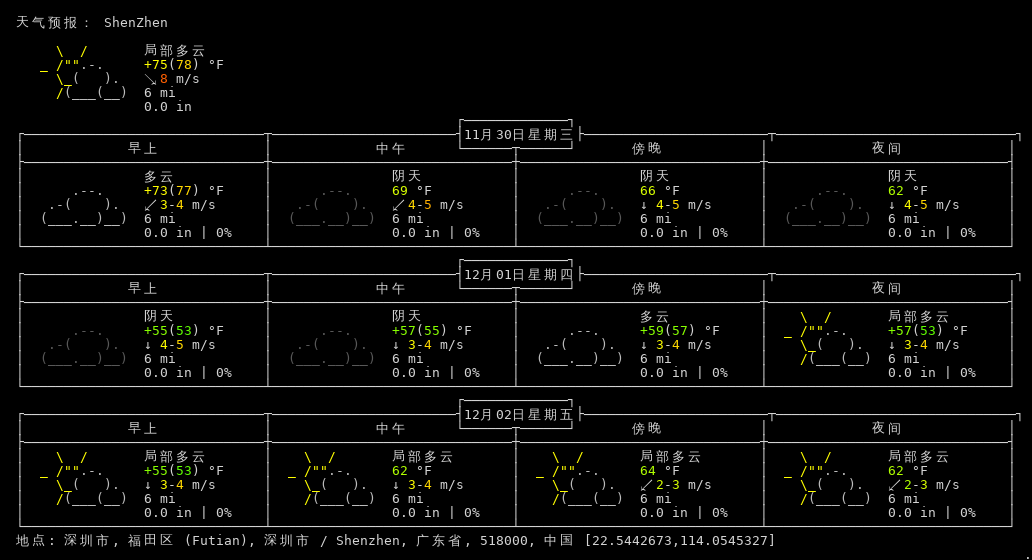 天气预报： ShenZhen
局部多云
+75(78) °F
↘8 m/s
6 mi
0.0 in
11月30日星期三
早上 中午 傍晚 夜间
多云 阴天 阴天 阴天
+73(77) °F 69 °F 66 °F 62 °F
↙3-4 m/s ↙4-5 m/s ↓ 4-5 m/s ↓ 4-5 m/s
6 mi 6 mi 6 mi 6 mi
0.0 in | 0% 0.0 in | 0% 0.0 in | 0% 0.0 in | 0%
12月01日星期四
早上 中午 傍晚 夜间
阴天 阴天 多云 局部多云
+55(53) °F +57(55) °F +59(57) °F +57(53) °F
↓ 4-5 m/s ↓ 3-4 m/s ↓ 3-4 m/s ↓ 3-4 m/s
6 mi 6 mi 6 mi 6 mi
0.0 in | 0% 0.0 in | 0% 0.0 in | 0% 0.0 in | 0%
12月02日星期五
早上 中午 傍晚 夜间
局部多云 局部多云 局部多云 局部多云
+55(53) °F 62 °F 64 °F 62 °F
↓ 3-4 m/s ↓ 3-4 m/s ↙2-3 m/s ↙2-3 m/s
6 mi 6 mi 6 mi 6 mi
0.0 in | 0% 0.0 in | 0% 0.0 in | 0% 0.0 in | 0%
地点: 深圳市, 福田区 (Futian), 深圳市 / Shenzhen, 广东省, 518000, 中国 [22.5442673,114.0545327]